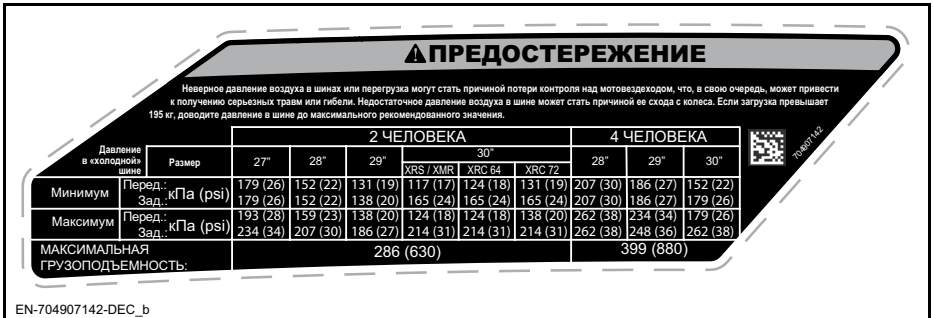 ПРЕДОСТЕРЕЖЕНИЕ
Неверное давление воздуха в шинах или перегрузка могут стать причиной потери контроля над мотовездеходом, что, в свою очередь, может привести
к получению серьезных травм или гибели. Недостаточное давление воздуха в шине может стать причиной ее схода с колеса. Если загрузка превышает
195 кг, доводите давление в шине до максимального рекомендованного значения.
2 ЧЕЛОВЕКА 4 ЧЕЛОВЕКА
Давление
в «холодной»
шине
Размер 27" 28" 29" 30" 28" 29" 30"
XRS / XMR XRC 64 XRC 72
Минимум Перед.: кПа (psi) 179 (26) 152 (22) 131 (19) 117 (17) 124 (18) 131 (19) 207 (30) 186 (27) 152 (22)
Зад.: 179 (26) 152 (22) 138 (20) 165 (24) 165 (24) 165 (24) 207 (30) 186 (27) 179 (26)
Максимум Перед.: кПа (psi) 193 (28) 159 (23) 138 (20) 124 (18) 124 (18) 138 (20) 262 (38) 234 (34) 179 (26)
Зад.: 234 (34) 207 (30) 186 (27) 214 (31) 214 (31) 214 (31) 262 (38) 248 (36) 262 (38)
МАКСИМАЛЬНАЯ
ГРУЗОПОДЪЕМНОСТЬ: 286 (630) 399 (880)
704907142
EN-704907142-DEC_b